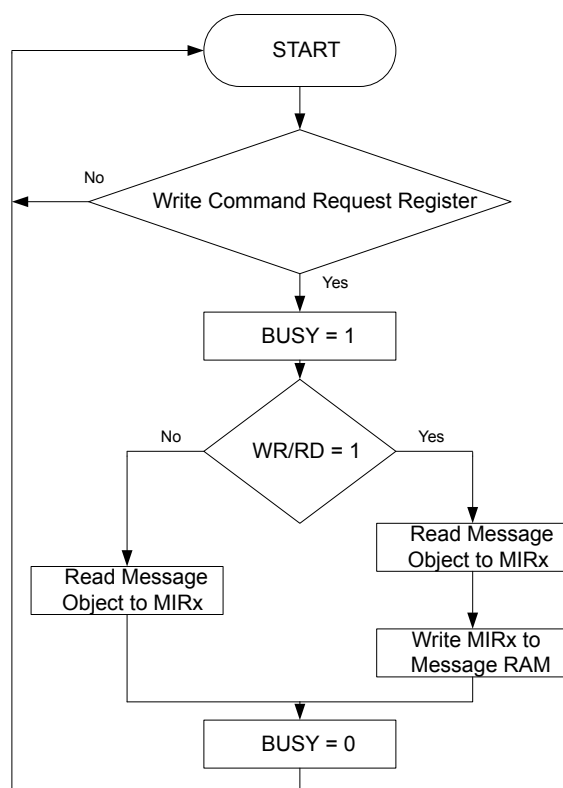 START
No
Write Command Request Register
Yes
BUSY = 1
No
WR/RD = 1
Yes
Read Message
Object to MIRx
Read Message
Object to MIRx
Write MIRx to
Message RAM
BUSY = 0